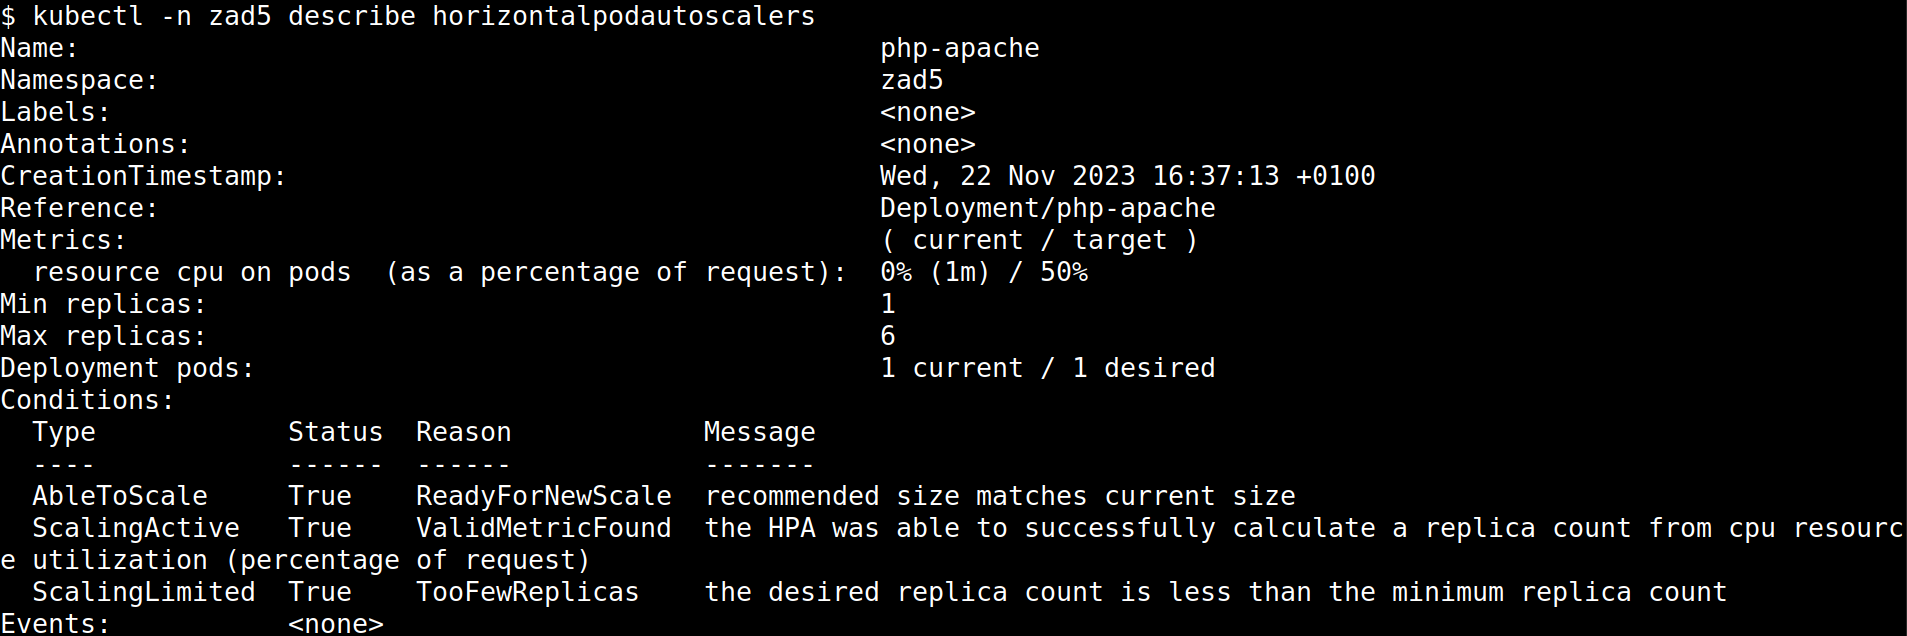 $ kubectl -n zad5 describe horizontalpodautoscalers
Name:                                                  php-apache
Namespace:                                             zad5
Labels:                                                <none>
Annotations:                                           <none>
CreationTimestamp:                                     Wed, 22 Nov 2023 16:37:13 +0100
Reference:                                             Deployment/php-apache
Metrics:                                               ( current / target )
  resource cpu on pods  (as a percentage of request):  0% (1m) / 50%
Min replicas:                                          1
Max replicas:                                          6
Deployment pods:                                       1 current / 1 desired
Conditions:
  Type            Status  Reason            Message
  ----            ------  ------            -------
  AbleToScale     True    ReadyForNewScale  recommended size matches current size
  ScalingActive   True    ValidMetricFound  the HPA was able to successfully calculate a replica count from cpu resourc
e utilization (percentage of request)
  ScalingLimited  True    TooFewReplicas    the desired replica count is less than the minimum replica count
Events:           <none>